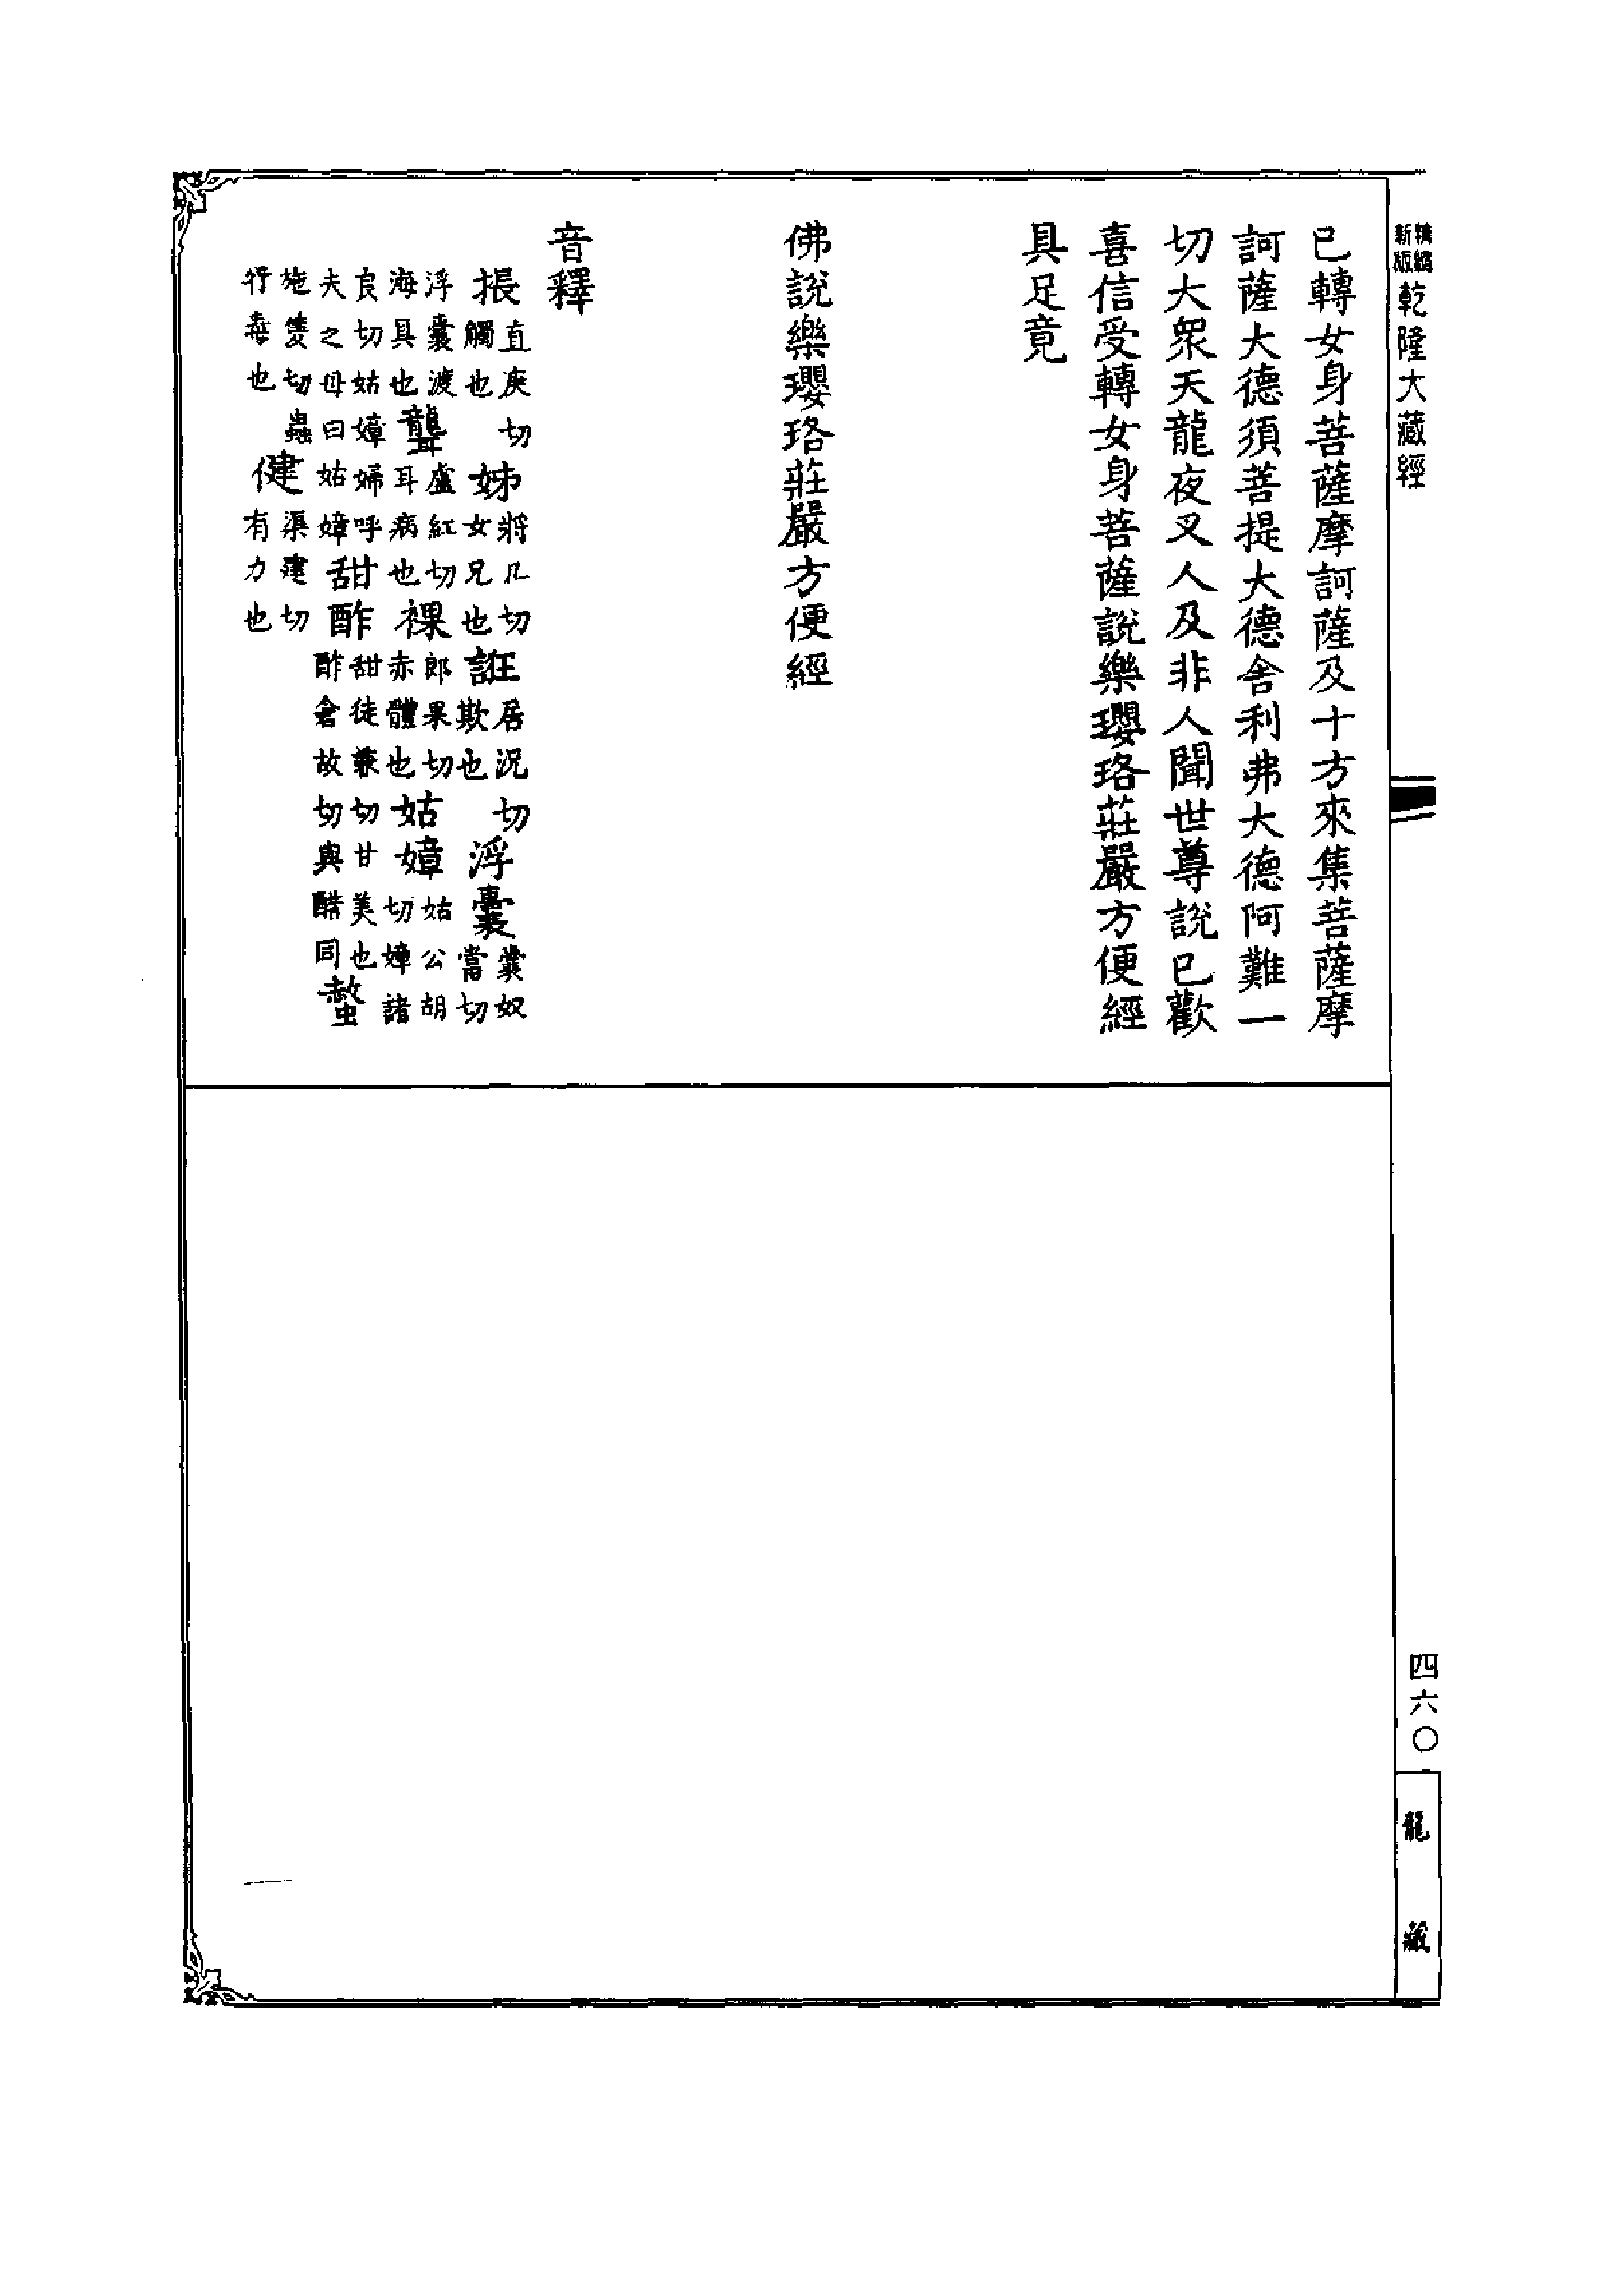 精編
新版
乾隆大藏經
已轉女身菩薩摩訶薩及十方來集菩薩摩
訶薩大德須菩提大德舍利弗大德阿難一
切大眾天龍夜叉人及非人聞世尊說已歡
喜信受轉女身菩薩說樂瓔珞莊嚴方便經
具足竟
佛說樂瓔珞莊嚴方便經
音釋
掁直庚切觸也姊將几切女兄也誑居況切欺也浮囊囊奴當切
浮囊渡海具也聾盧紅切耳病也裸郎果切赤體也姑嫜姑公胡切嫜諸
良切姑嫜婦呼夫之母曰姑嫜甜酢甜徒兼切甘美也酢倉故切與醋同螫
施隻切蟲行毒也健渠建切有力也
四六〇
龍藏